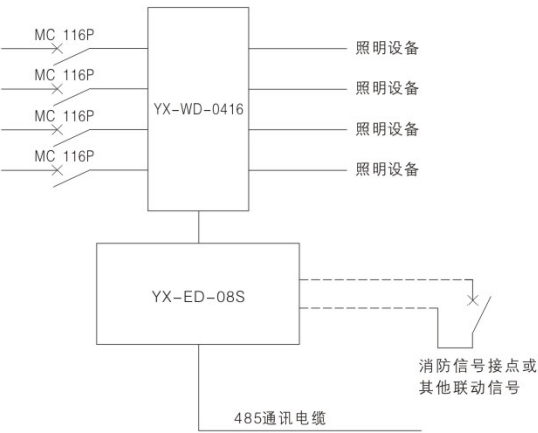 MC 116P
照明设备
MC 116P
照明设备
YX-WD-0416
MC 116P
照明设备
MC 116P
照明设备
YX-ED-08S
消防信号接点或
其他联动信号
485通讯电缆